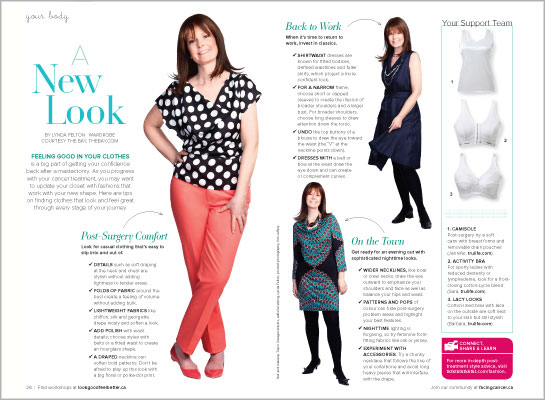 your body
A
New
Look
BY LYNDA FELTON WARDROBE
COURTESY THE BAY, THEBAY.COM
FEELING GOOD IN YOUR CLOTHES
is a big part of getting your confidence
back after a mastectomy. As you progress
with your cancer treatment, you may want
to update your closet with fashions that
work with your new shape. Here are tips
on finding clothes that look and feel great
through every stage of your journey.
Post-Surgery Comfort
Look for casual clothing that's easy to
slip into and out of.
✔ DETAILS such as soft draping
at the neck and chest are
stylish without adding
tightness to tender areas.
✔ FOLDS OF FABRIC around the
bust create a feeling of volume
without adding bulk.
✔ LIGHTWEIGHT FABRICS like
chiffon, silk and georgette
drape nicely and soften a look.
✔ ADD POLISH with waist
details; choose styles with
belts or a fitted waist to create
an hourglass shape.
✔ A DRAPED neckline can
soften bold patterns. Don't be
afraid to play up the look with
a big floral or polka dot print.
26 | Find workshops at lookgoodfeelbetter.ca
Back to Work
When it's time to return to
work, invest in classics.
✔ SHIRTWAIST dresses are
known for fitted bodices,
defined waistlines and fuller
skirts, which project a more
confident look.
✔ FOR A NARROW frame,
choose short or capped
sleeves to create the illusion of
broader shoulders and a larger
bust. For broader shoulders,
choose long sleeves to draw
attention down the torso.
✔ UNDO the top buttons of a
blouse to draw the eye toward
the waist (the "V" at the
neckline points down).
✔ DRESSES WITH a belt or
bow at the waist draw the
eye down and can create
or complement curves.
On the Town
Get ready for an evening out with
sophisticated nighttime looks.
✔ WIDER NECKLINES, like boat
or crew necks, draw the eye
outward to emphasize your
shoulders and face as well as
balance your hips and waist.
✔ PATTERNS AND POPS of
colour can hide post-surgery
problem areas and highlight
your best features.
✔ NIGHTTIME lighting is
forgiving, so try feminine form-
fitting fabrics like silk or jersey.
✔ EXPERIMENT WITH
ACCESSORIES. Try a chunky
necklace that follows the line of
your collarbone and avoid long
heavy pieces that will interfere
with the drape.
Your Support Team
1
2
3
1. CAMISOLE
Post-surgery try a soft
cami with breast forms and
removable drain pouches
(Jennifer, trulife.com).
2. ACTIVITY BRA
For sporty ladies with
reduced dexterity or
lymphedema, look for a front-
closing cotton-Lycra blend
(Sara, trulife.com).
3. LACY LOOKS
Cotton-lined bras with lace
on the outside are soft next
to your skin but still stylish
(Barbara, trulife.com).
CONNECT,
SHARE & LEARN
For more in-depth post-
treatment style advice, visit
Join our community at facingcancer.ca